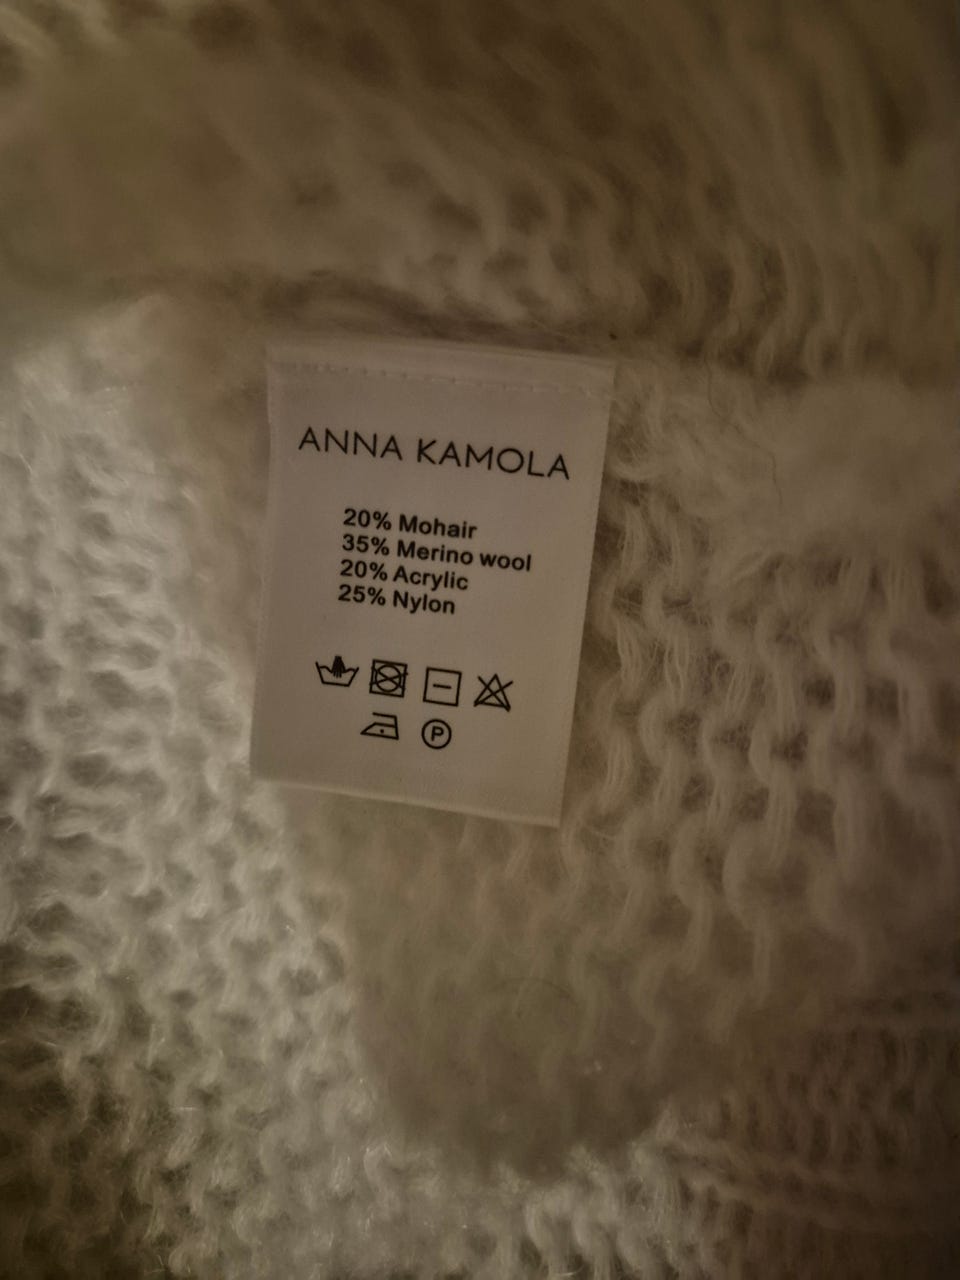 ANNA KAMOLA
20% Mohair
35% Merino wool
20% Acrylic
25% Nylon
P